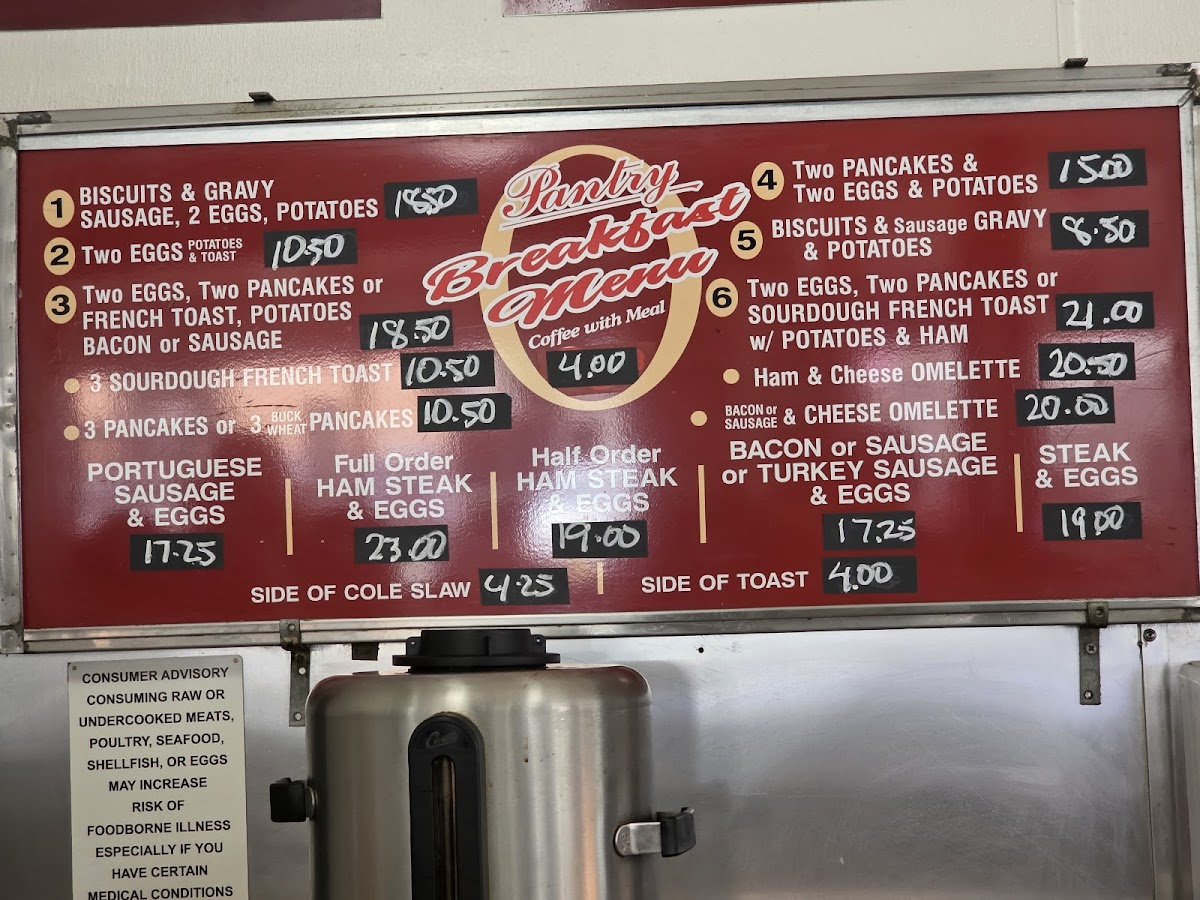 Pantry
Breakfast
Menu
Coffee with Meal
4.00
1 BISCUITS & GRAVY
SAUSAGE, 2 EGGS, POTATOES 18.50
2 Two EGGS POTATOES & TOAST 10.50
3 Two EGGS, Two PANCAKES or
FRENCH TOAST, POTATOES
BACON or SAUSAGE 18.50
• 3 SOURDOUGH FRENCH TOAST 10.50
• 3 PANCAKES or 3 BUCK WHEAT PANCAKES 10.50
4 Two PANCAKES &
Two EGGS & POTATOES 15.00
5 BISCUITS & Sausage GRAVY
& POTATOES 8.50
6 Two EGGS, Two PANCAKES or
SOURDOUGH FRENCH TOAST
w/ POTATOES & HAM 21.00
• Ham & Cheese OMELETTE 20.50
• BACON or SAUSAGE & CHEESE OMELETTE 20.00
PORTUGUESE
SAUSAGE
& EGGS
17.25
Full Order
HAM STEAK
& EGGS
23.00
Half Order
HAM STEAK
& EGGS
19.00
BACON or SAUSAGE
or TURKEY SAUSAGE
& EGGS
17.25
STEAK
& EGGS
19.00
SIDE OF COLE SLAW 4.25
SIDE OF TOAST 4.00
CONSUMER ADVISORY
CONSUMING RAW OR
UNDERCOOKED MEATS,
POULTRY, SEAFOOD,
SHELLFISH, OR EGGS
MAY INCREASE
RISK OF
FOODBORNE ILLNESS
ESPECIALLY IF YOU
HAVE CERTAIN
MEDICAL CONDITIONS